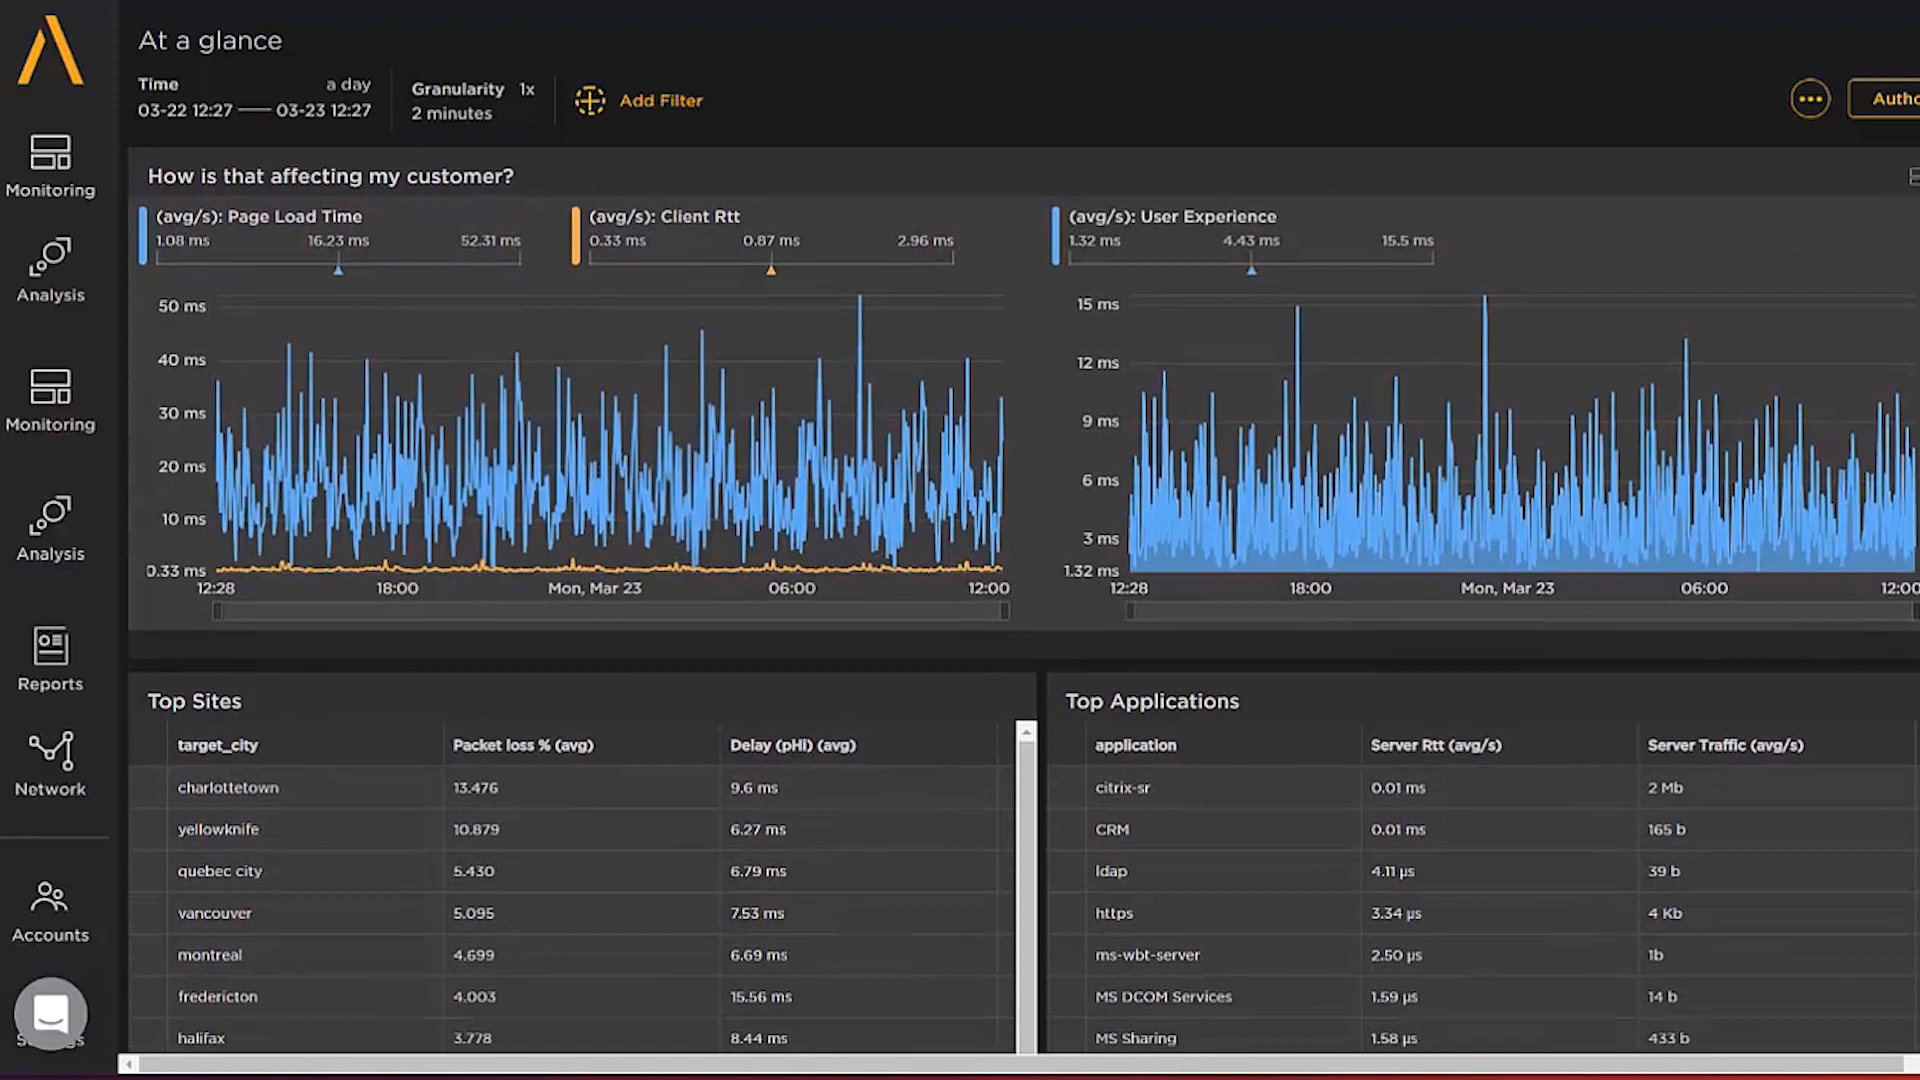 At a glance
Time a day
03-22 12:27 03-23 12:27
Granularity 1x
2 minutes
Add Filter
Monitoring
Analysis
Monitoring
Analysis
Reports
Network
Accounts
How is that affecting my customer?
(avg/s): Page Load Time
1.08 ms 16.23 ms 52.31 ms
(avg/s): Client Rtt
0.33 ms 0.87 ms 2.96 ms
50 ms
40 ms
30 ms
20 ms
10 ms
0.33 ms
12:28 18:00 Mon, Mar 23 06:00 12:00
(avg/s): User Experience
1.32 ms 4.43 ms 15.5 ms
15 ms
12 ms
9 ms
6 ms
3 ms
1.32 ms
12:28 18:00 Mon, Mar 23 06:00 12:00
Top Sites
target_city Packet loss % (avg) Delay (pHi) (avg)
charlottetown 13.476 9.6 ms
yellowknife 10.879 6.27 ms
quebec city 5.430 6.79 ms
vancouver 5.095 7.53 ms
montreal 4.699 6.69 ms
fredericton 4.003 15.56 ms
halifax 3.778 8.44 ms
Top Applications
application Server Rtt (avg/s) Server Traffic (avg/s)
citrix-sr 0.01 ms 2 Mb
CRM 0.01 ms 165 b
ldap 4.11 µs 39 b
https 3.34 µs 4 Kb
ms-wbt-server 2.50 µs 1b
MS DCOM Services 1.59 µs 14 b
MS Sharing 1.58 µs 433 b